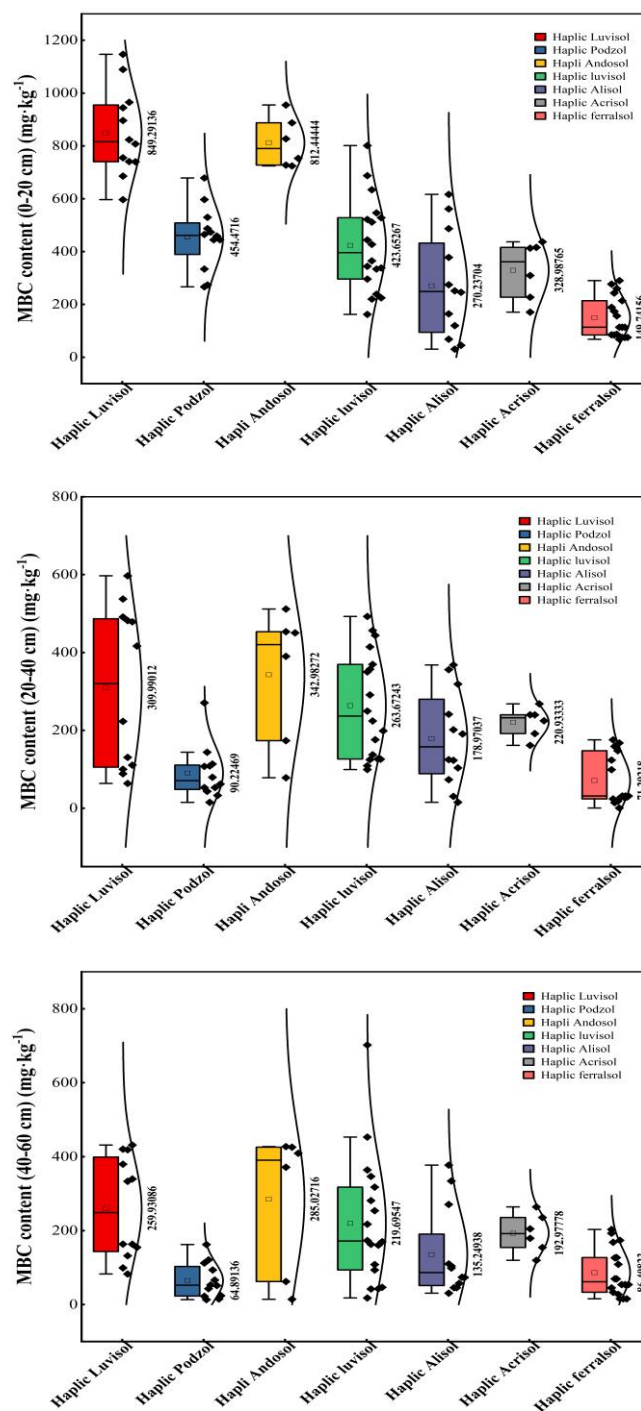 MBC content (0-20 cm) (mg·kg⁻¹)
1200
1000
800
600
400
200
0
Haplic Luvisol
Haplic Podzol
Hapli Andosol
Haplic luvisol
Haplic Alisol
Haplic Acrisol
Haplic ferralsol
849.29136
454.4716
812.44444
423.65267
270.23704
328.98765
149.74156
Haplic Luvisol
Haplic Podzol
Hapli Andosol
Haplic luvisol
Haplic Alisol
Haplic Acrisol
Haplic ferralsol
MBC content (20-40 cm) (mg·kg⁻¹)
800
600
400
200
0
Haplic Luvisol
Haplic Podzol
Hapli Andosol
Haplic luvisol
Haplic Alisol
Haplic Acrisol
Haplic ferralsol
309.99012
90.22469
342.98272
263.67243
178.97037
220.93333
Haplic Luvisol
Haplic Podzol
Hapli Andosol
Haplic luvisol
Haplic Alisol
Haplic Acrisol
Haplic ferralsol
MBC content (40-60 cm) (mg·kg⁻¹)
800
600
400
200
0
Haplic Luvisol
Haplic Podzol
Hapli Andosol
Haplic luvisol
Haplic Alisol
Haplic Acrisol
Haplic ferralsol
259.93086
64.89136
285.02716
219.69547
135.24938
192.97778
Haplic Luvisol
Haplic Podzol
Hapli Andosol
Haplic luvisol
Haplic Alisol
Haplic Acrisol
Haplic ferralsol